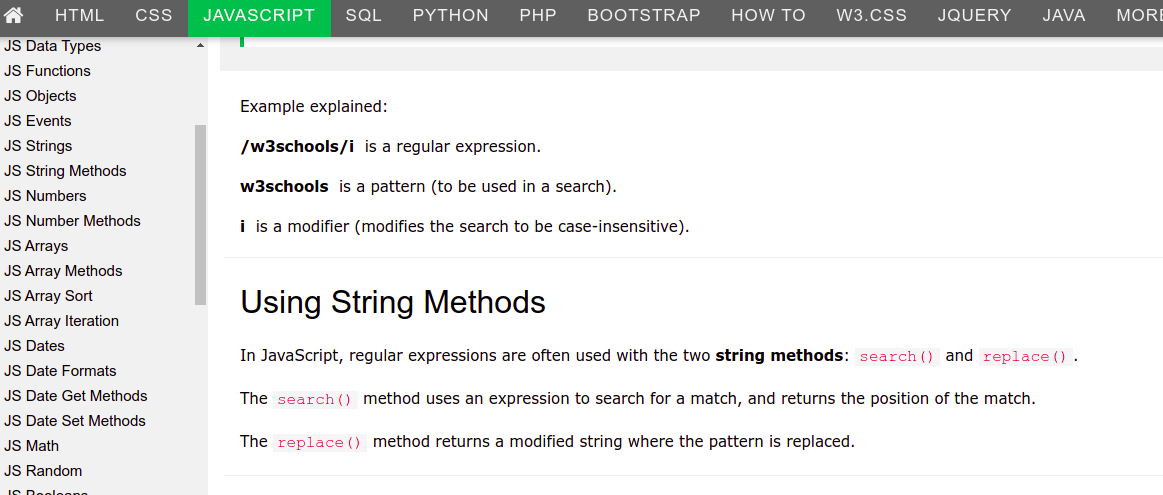 HTML CSS JAVASCRIPT SQL PYTHON PHP BOOTSTRAP HOW TO W3.CSS JQUERY JAVA MORE
JS Data Types
JS Functions
JS Objects
JS Events
JS Strings
JS String Methods
JS Numbers
JS Number Methods
JS Arrays
JS Array Methods
JS Array Sort
JS Array Iteration
JS Dates
JS Date Formats
JS Date Get Methods
JS Date Set Methods
JS Math
JS Random
JS Booleans
Example explained:
/w3schools/i is a regular expression.
w3schools is a pattern (to be used in a search).
i is a modifier (modifies the search to be case-insensitive).
Using String Methods
In JavaScript, regular expressions are often used with the two string methods: search() and replace().
The search() method uses an expression to search for a match, and returns the position of the match.
The replace() method returns a modified string where the pattern is replaced.